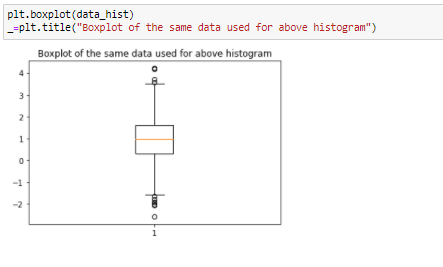 plt.boxplot(data_hist)
_=plt.title("Boxplot of the same data used for above histogram")
Boxplot of the same data used for above histogram
4
3
2
1
0
−1
−2
1